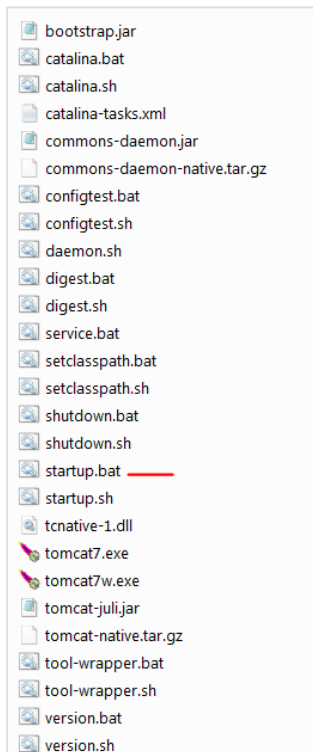 bootstrap.jar
catalina.bat
catalina.sh
catalina-tasks.xml
commons-daemon.jar
commons-daemon-native.tar.gz
configtest.bat
configtest.sh
daemon.sh
digest.bat
digest.sh
service.bat
setclasspath.bat
setclasspath.sh
shutdown.bat
shutdown.sh
startup.bat
startup.sh
tcnative-1.dll
tomcat7.exe
tomcat7w.exe
tomcat-juli.jar
tomcat-native.tar.gz
tool-wrapper.bat
tool-wrapper.sh
version.bat
version.sh